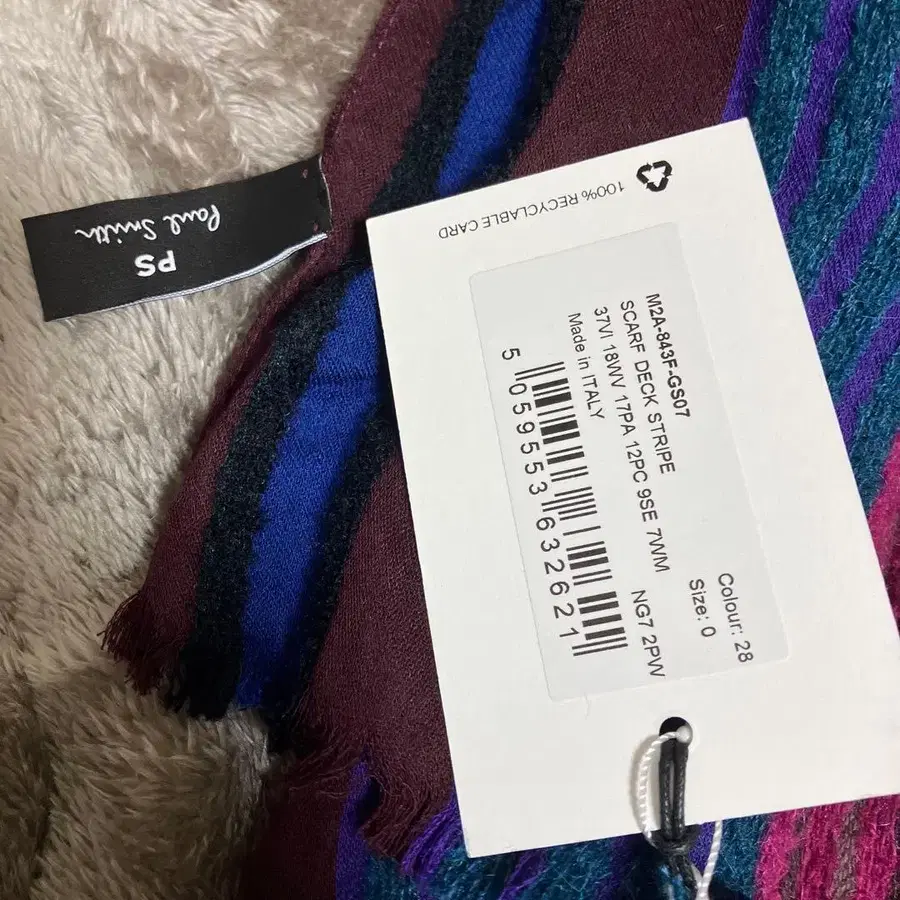 PS
Paul Smith
100% RECYCLABLE CARD
M2A-843F-GS07
SCARF DECK STRIPE
37VI 18WV 17PA 12PC 9SE 7WM
NG7 2PW
Made in ITALY
5 059553 632621
Colour: 28
Size: 0